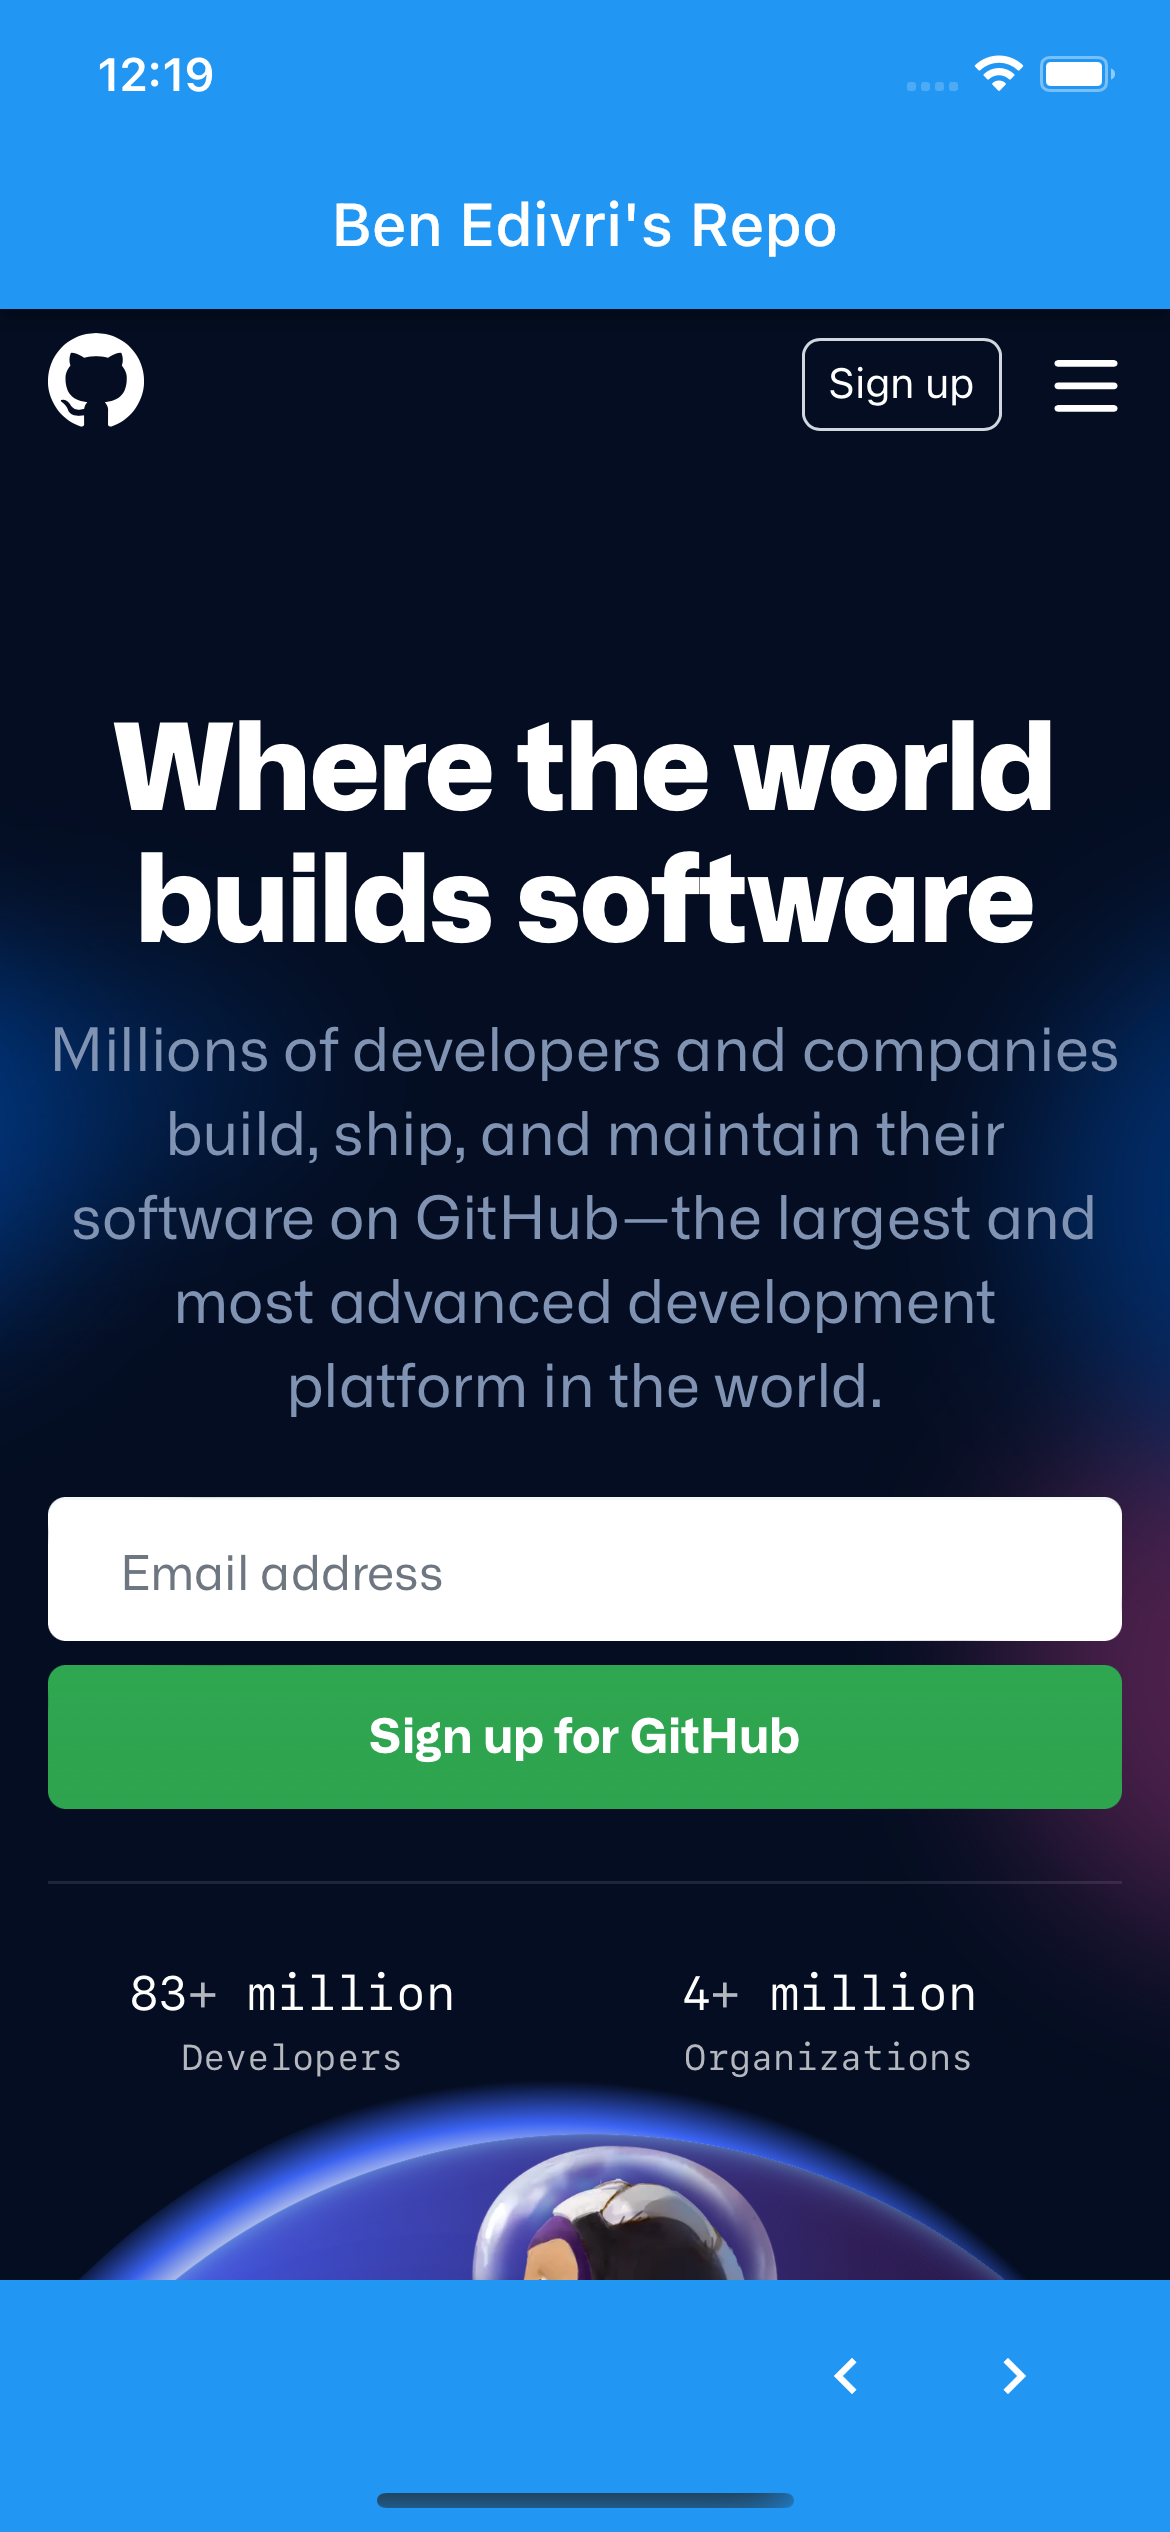 12:19
Ben Edivri's Repo
Sign up
Where the world
builds software
Millions of developers and companies
build, ship, and maintain their
software on GitHub—the largest and
most advanced development
platform in the world.
Email address
Sign up for GitHub
83+ million
Developers
4+ million
Organizations